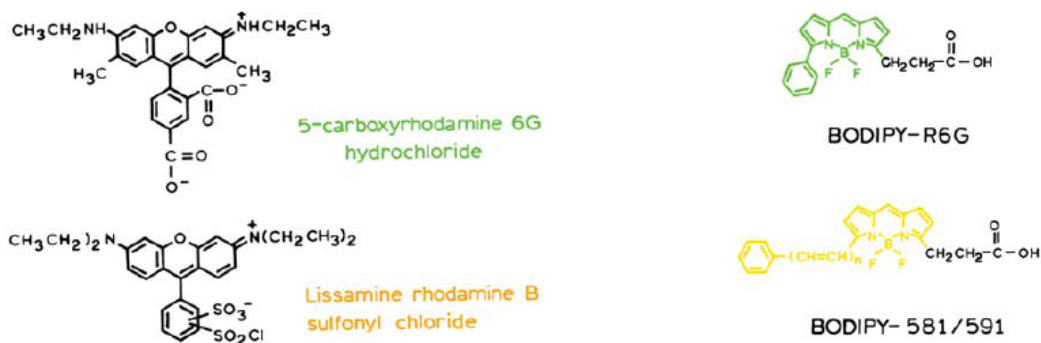 CH₃CH₂NH
O
+
NHCH₂CH₃
H₃C
CH₃
C—O⁻
O
C=O
O⁻
5-carboxyrhodamine 6G
hydrochloride
N N
B
F F
CH₂CH₂—C—OH
O
BODIPY-R6G
(CH₃CH₂)₂N
O
+
N(CH₂CH₃)₂
SO₃⁻
SO₂Cl
Lissamine rhodamine B
sulfonyl chloride
(CH=CH)n
N N
B
F F
CH₂CH₂—C—OH
O
BODIPY-581/591